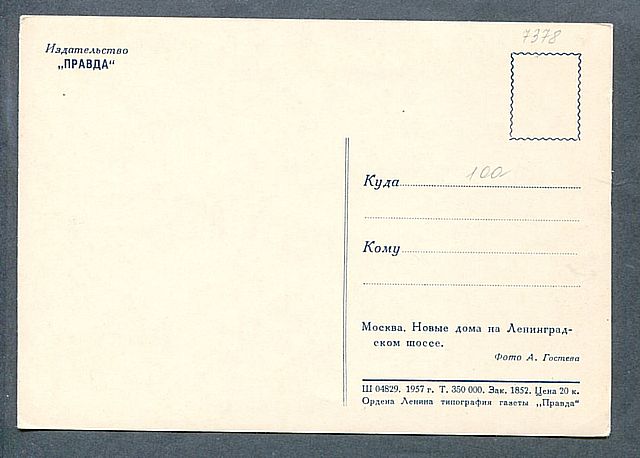 7378
Издательство
„ПРАВДА“
Куда
100
Кому
Москва. Новые дома на Ленинград-
ском шоссе.
Фото А. Гостева
Ш 04829. 1957 г. Т. 350 000. Зак. 1852. Цена 20 к.
Ордена Ленина типография газеты „Правда“